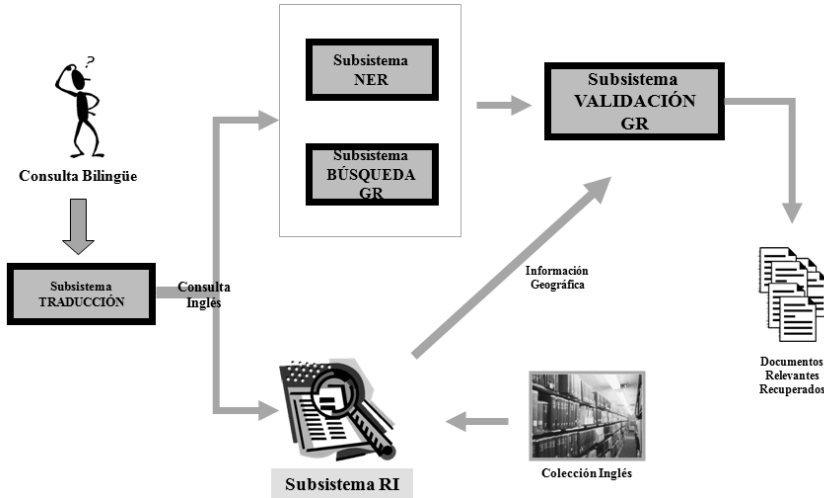 ?
Subsistema
NER
Subsistema
BÚSQUEDA
GR
Subsistema
VALIDACIÓN
GR
Consulta Bilingüe
Subsistema
TRADUCCIÓN
Consulta
Inglés
Información
Geográfica
Documentos
Relevantes
Recuperados
Colección Inglés
Subsistema RI